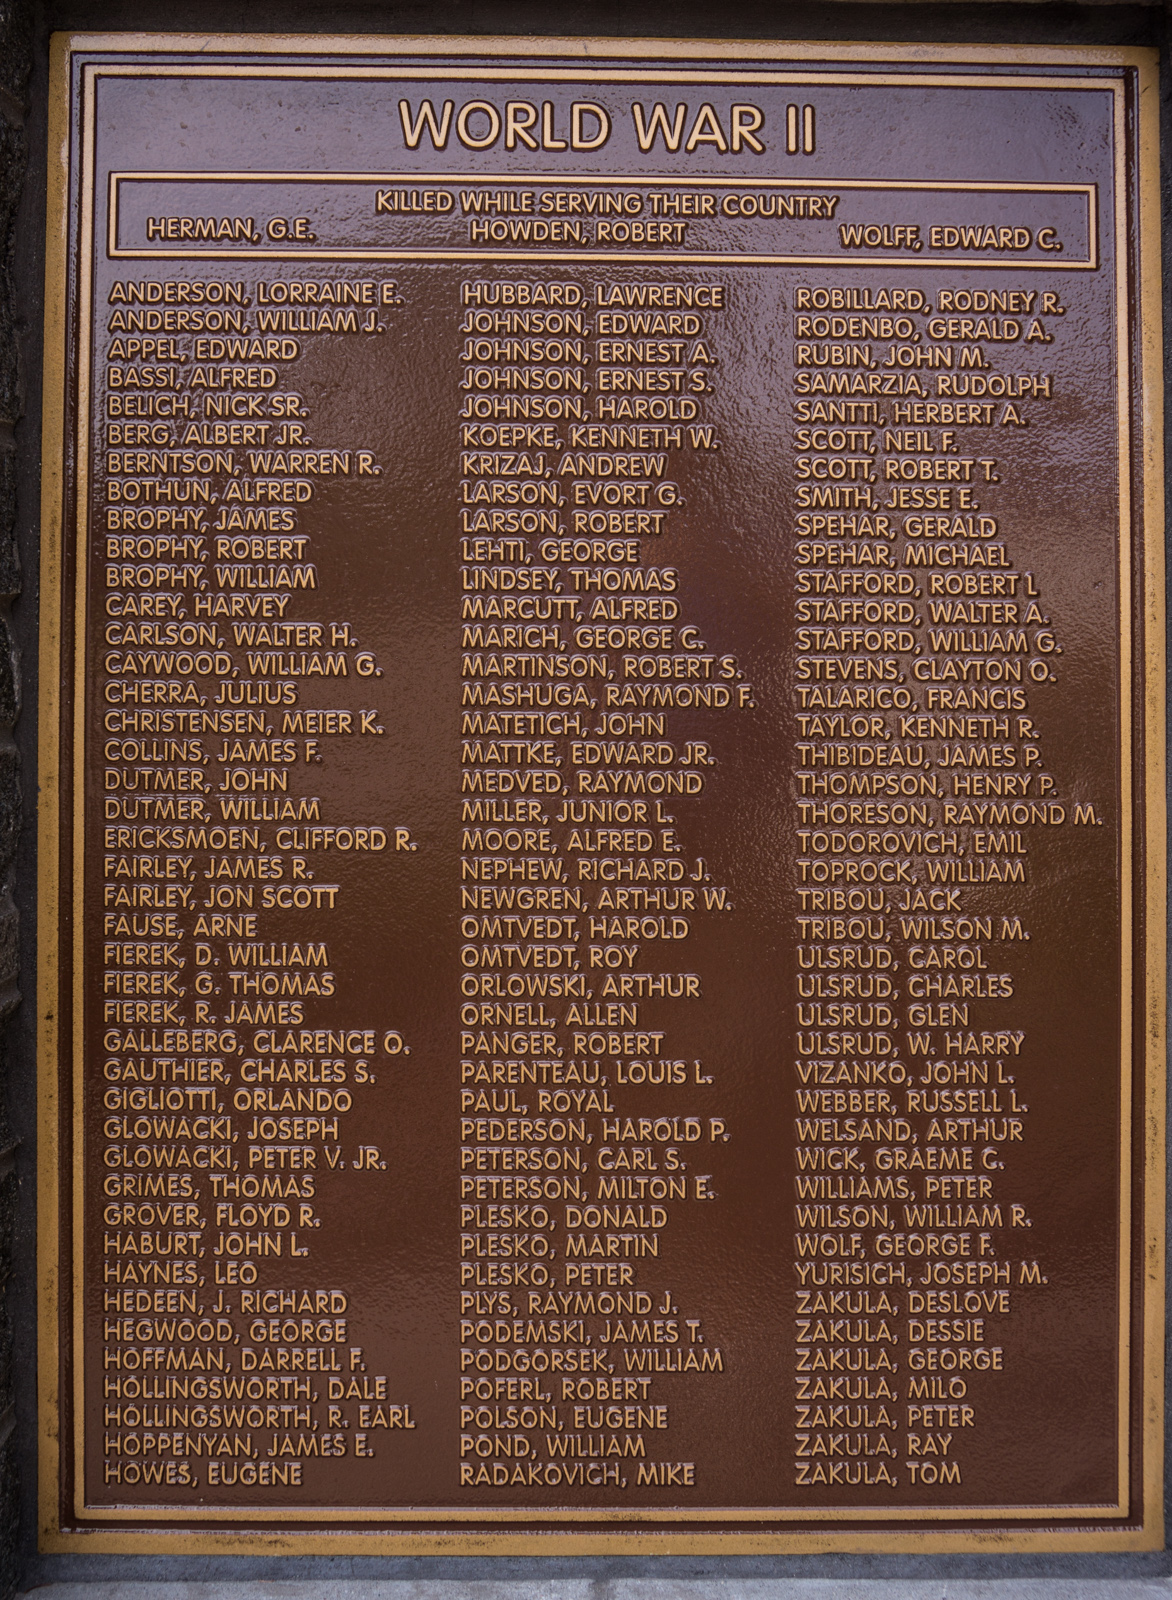 WORLD WAR II
KILLED WHILE SERVING THEIR COUNTRY
HERMAN, G.E. HOWDEN, ROBERT WOLFF, EDWARD C.
ANDERSON, LORRAINE E.
ANDERSON, WILLIAM J.
APPEL, EDWARD
BASSI, ALFRED
BELICH, NICK SR.
BERG, ALBERT JR.
BERNTSON, WARREN R.
BOTHUN, ALFRED
BROPHY, JAMES
BROPHY, ROBERT
BROPHY, WILLIAM
CAREY, HARVEY
CARLSON, WALTER H.
CAYWOOD, WILLIAM G.
CHERRA, JULIUS
CHRISTENSEN, MEIER K.
COLLINS, JAMES F.
DUTMER, JOHN
DUTMER, WILLIAM
ERICKSMOEN, CLIFFORD R.
FAIRLEY, JAMES R.
FAIRLEY, JON SCOTT
FAUSE, ARNE
FIEREK, D. WILLIAM
FIEREK, G. THOMAS
FIEREK, R. JAMES
GALLEBERG, CLARENCE O.
GAUTHIER, CHARLES S.
GIGLIOTTI, ORLANDO
GLOWACKI, JOSEPH
GLOWACKI, PETER V. JR.
GRIMES, THOMAS
GROVER, FLOYD R.
HABURT, JOHN L.
HAYNES, LEO
HEDEEN, J. RICHARD
HEGWOOD, GEORGE
HOFFMAN, DARRELL F.
HOLLINGSWORTH, DALE
HOLLINGSWORTH, R. EARL
HOPPENYAN, JAMES E.
HOWES, EUGENE
HUBBARD, LAWRENCE
JOHNSON, EDWARD
JOHNSON, ERNEST A.
JOHNSON, ERNEST S.
JOHNSON, HAROLD
KOEPKE, KENNETH W.
KRIZAJ, ANDREW
LARSON, EVORT G.
LARSON, ROBERT
LEHTI, GEORGE
LINDSEY, THOMAS
MARCUTT, ALFRED
MARICH, GEORGE C.
MARTINSON, ROBERT S.
MASHUGA, RAYMOND F.
MATETICH, JOHN
MATTKE, EDWARD JR.
MEDVED, RAYMOND
MILLER, JUNIOR L.
MOORE, ALFRED E.
NEPHEW, RICHARD J.
NEWGREN, ARTHUR W.
OMTVEDT, HAROLD
OMTVEDT, ROY
ORLOWSKI, ARTHUR
ORNELL, ALLEN
PANGER, ROBERT
PARENTEAU, LOUIS L.
PAUL, ROYAL
PEDERSON, HAROLD P.
PETERSON, CARL S.
PETERSON, MILTON E.
PLESKO, DONALD
PLESKO, MARTIN
PLESKO, PETER
PLYS, RAYMOND J.
PODEMSKI, JAMES T.
PODGORSEK, WILLIAM
POFERL, ROBERT
POLSON, EUGENE
POND, WILLIAM
RADAKOVICH, MIKE
ROBILLARD, RODNEY R.
RODENBO, GERALD A.
RUBIN, JOHN M.
SAMARZIA, RUDOLPH
SANTTI, HERBERT A.
SCOTT, NEIL F.
SCOTT, ROBERT T.
SMITH, JESSE E.
SPEHAR, GERALD
SPEHAR, MICHAEL
STAFFORD, ROBERT L
STAFFORD, WALTER A.
STAFFORD, WILLIAM G.
STEVENS, CLAYTON O.
TALARICO, FRANCIS
TAYLOR, KENNETH R.
THIBIDEAU, JAMES P.
THOMPSON, HENRY P.
THORESON, RAYMOND M.
TODOROVICH, EMIL
TOPROCK, WILLIAM
TRIBOU, JACK
TRIBOU, WILSON M.
ULSRUD, CAROL
ULSRUD, CHARLES
ULSRUD, GLEN
ULSRUD, W. HARRY
VIZANKO, JOHN L.
WEBBER, RUSSELL L.
WELSAND, ARTHUR
WICK, GRAEME C.
WILLIAMS, PETER
WILSON, WILLIAM R.
WOLF, GEORGE F.
YURISICH, JOSEPH M.
ZAKULA, DESLOVE
ZAKULA, DESSIE
ZAKULA, GEORGE
ZAKULA, MILO
ZAKULA, PETER
ZAKULA, RAY
ZAKULA, TOM